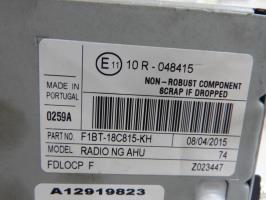 E11 10 R - 048415
MADE IN
PORTUGAL
NON - ROBUST COMPONENT
SCRAP IF DROPPED
0259A
PART NO F1BT-18C815-KH 08/04/2015
MODEL RADIO NG AHU 74
FDLOCP F Z023447
A12919823